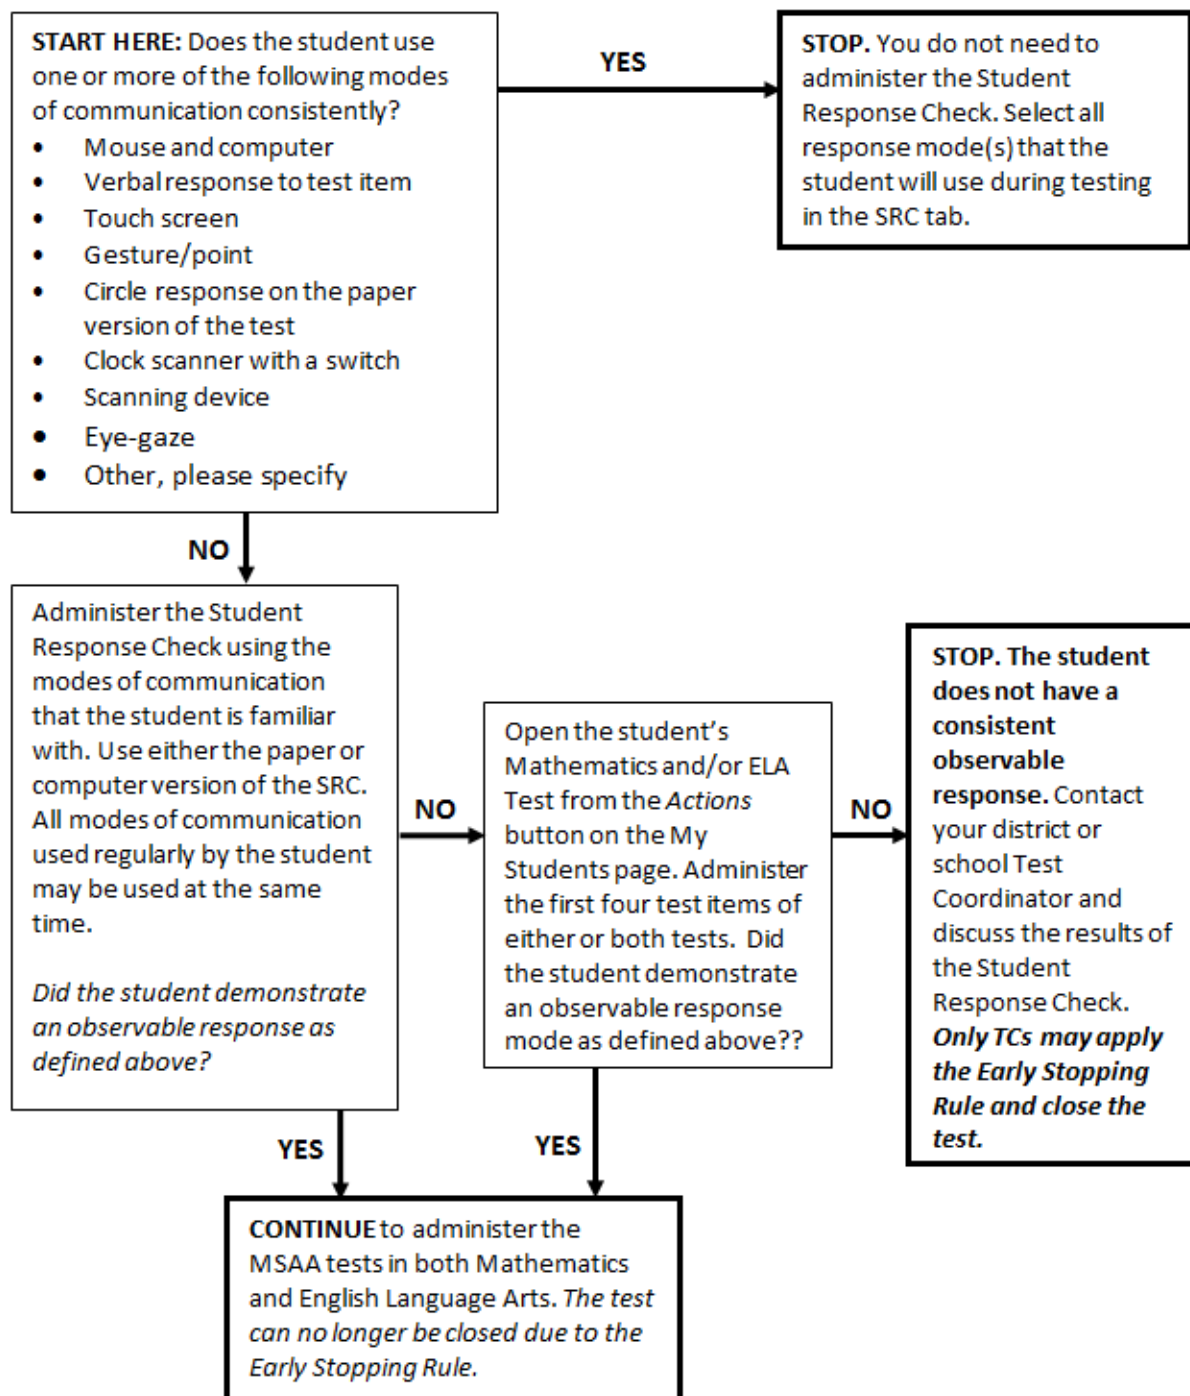 START HERE: Does the student use
one or more of the following modes
of communication consistently?
• Mouse and computer
• Verbal response to test item
• Touch screen
• Gesture/point
• Circle response on the paper
version of the test
• Clock scanner with a switch
• Scanning device
• Eye-gaze
• Other, please specify
YES
STOP. You do not need to
administer the Student
Response Check. Select all
response mode(s) that the
student will use during testing
in the SRC tab.
NO
Administer the Student
Response Check using the
modes of communication
that the student is familiar
with. Use either the paper or
computer version of the SRC.
All modes of communication
used regularly by the student
may be used at the same
time.
Did the student demonstrate
an observable response as
defined above?
NO
Open the student's
Mathematics and/or ELA
Test from the Actions
button on the My
Students page. Administer
the first four test items of
either or both tests. Did
the student demonstrate
an observable response
mode as defined above??
NO
STOP. The student
does not have a
consistent
observable
response. Contact
your district or
school Test
Coordinator and
discuss the results of
the Student
Response Check.
Only TCs may apply
the Early Stopping
Rule and close the
test.
YES
YES
CONTINUE to administer the
MSAA tests in both Mathematics
and English Language Arts. The test
can no longer be closed due to the
Early Stopping Rule.